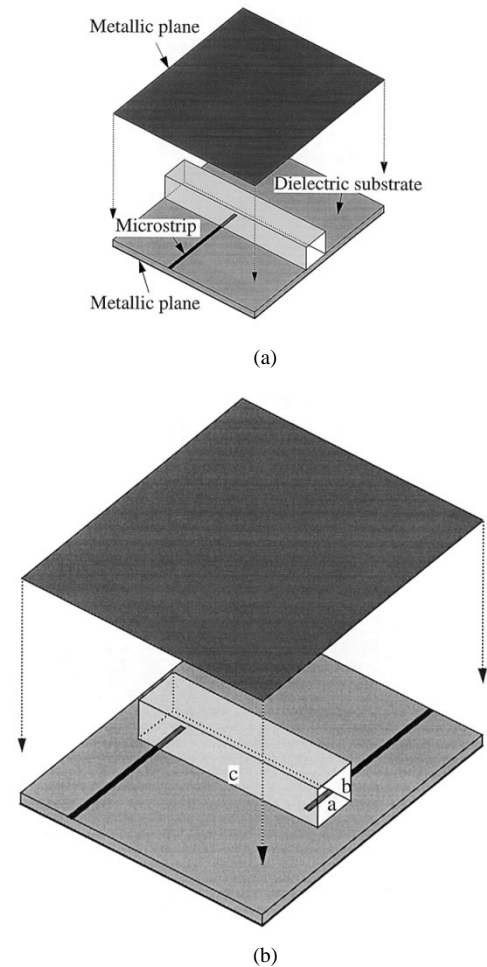 Metallic plane
Dielectric substrate
Microstrip
Metallic plane
(a)
c
b
a
(b)